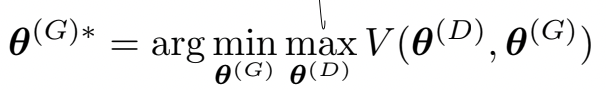 𝜽^(G)* = arg min_𝜽^(G) max_𝜽^(D) V(𝜽^(D), 𝜽^(G))